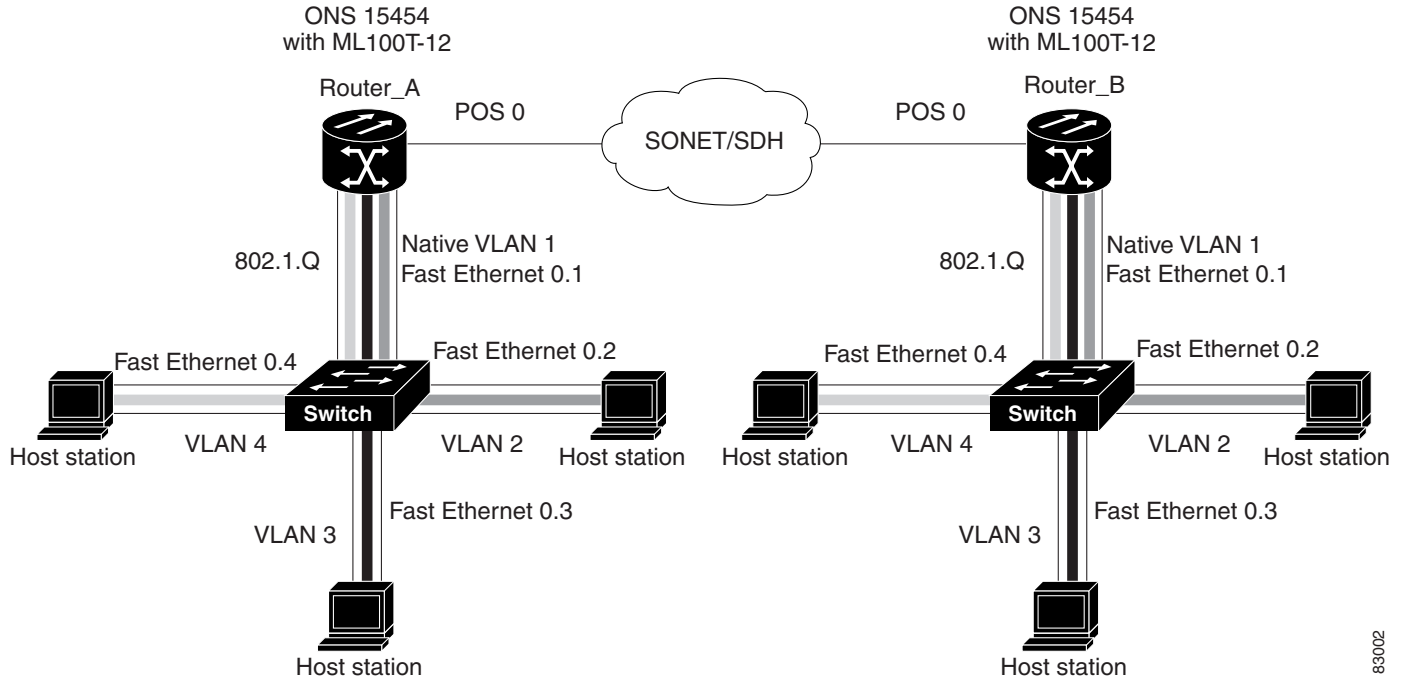 ONS 15454
with ML100T-12
Router_A
POS 0
SONET/SDH
POS 0
ONS 15454
with ML100T-12
Router_B
802.1.Q
Native VLAN 1
Fast Ethernet 0.1
802.1.Q
Native VLAN 1
Fast Ethernet 0.1
Fast Ethernet 0.4
Fast Ethernet 0.2
Fast Ethernet 0.4
Fast Ethernet 0.2
Switch
Switch
Host station
VLAN 4
VLAN 2
Host station
Host station
VLAN 4
VLAN 2
Host station
Fast Ethernet 0.3
VLAN 3
Fast Ethernet 0.3
VLAN 3
Host station
Host station
83002